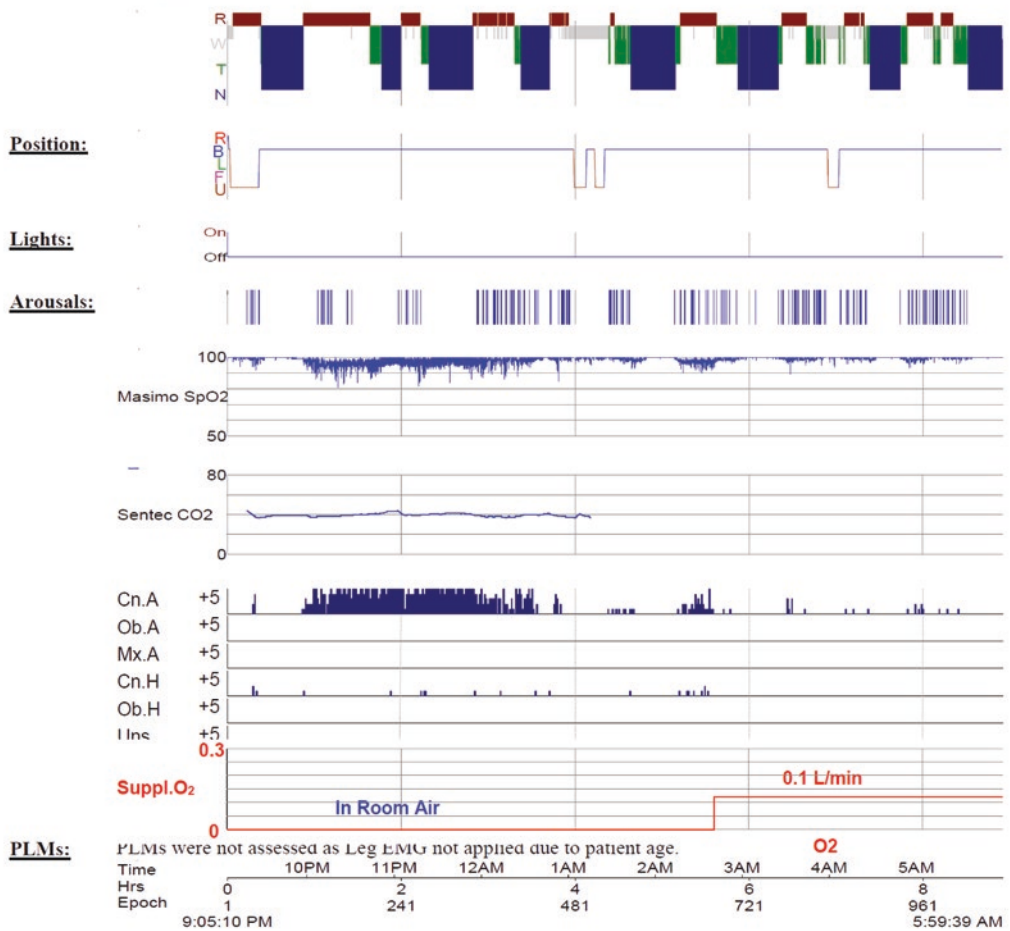 R
W
T
N
Position:
R
B
L
F
U
Lights:
On
Off
Arousals:
100
Masimo SpO2
50
80
Sentec CO2
0
Cn.A +5
Ob.A +5
Mx.A +5
Cn.H +5
Ob.H +5
Uns +5
0.3
Suppl.O2
0.1 L/min
In Room Air
0
O2
PLMs: PLMs were not assessed as Leg EMG not applied due to patient age.
Time 10PM 11PM 12AM 1AM 2AM 3AM 4AM 5AM
Hrs 0 2 4 6 8
Epoch 1 241 481 721 961
9:05:10 PM 5:59:39 AM